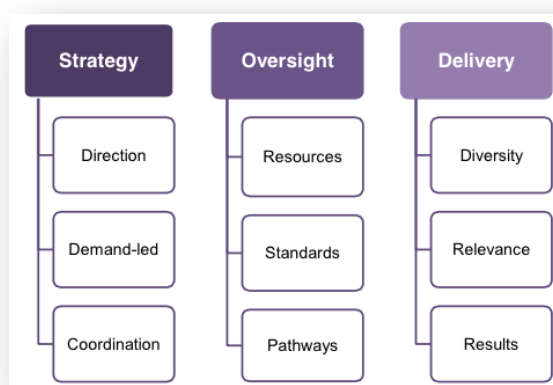 Strategy
Direction
Demand-led
Coordination
Oversight
Resources
Standards
Pathways
Delivery
Diversity
Relevance
Results